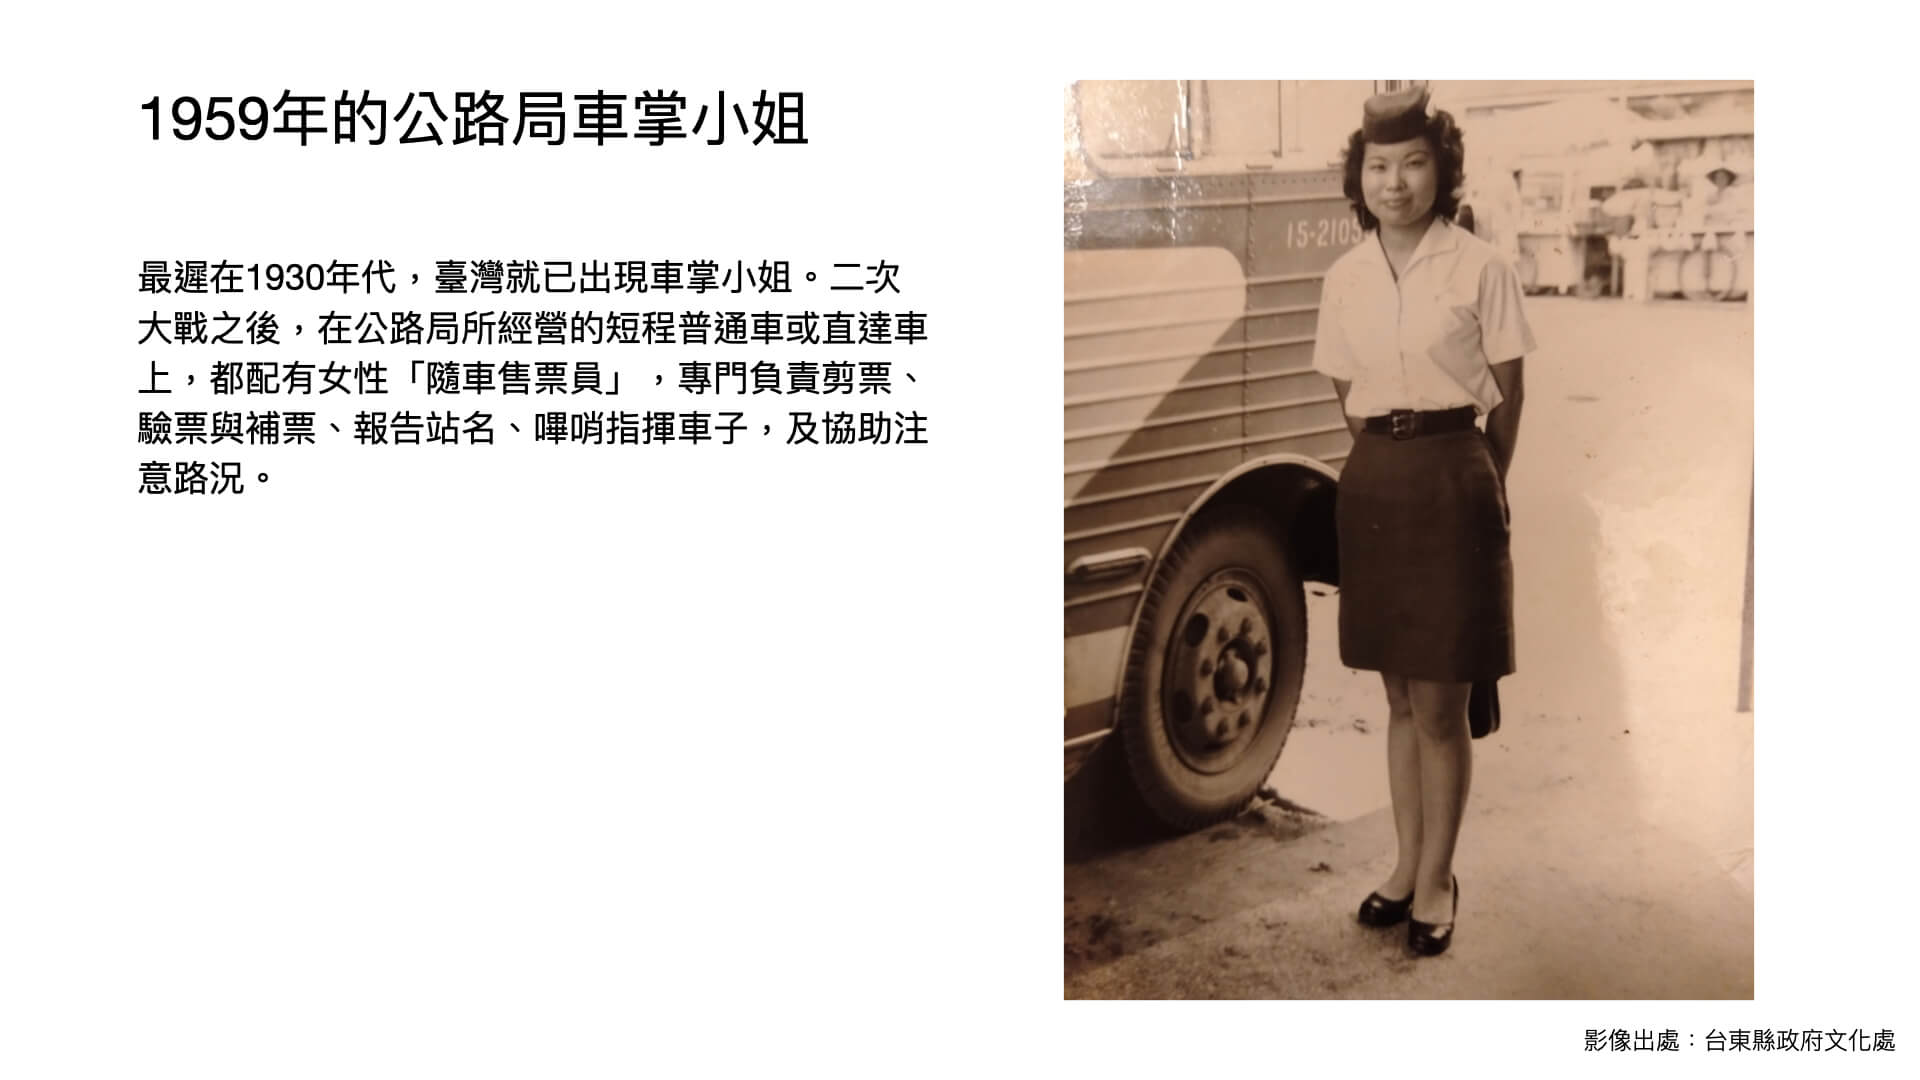 1959年的公路局車掌小姐
最遲在1930年代，臺灣就已出現車掌小姐。二次
大戰之後，在公路局所經營的短程普通車或直達車
上，都配有女性「隨車售票員」，專門負責剪票、
驗票與補票、報告站名、嗶哨指揮車子，及協助注
意路況。
15-2105
影像出處：台東縣政府文化處